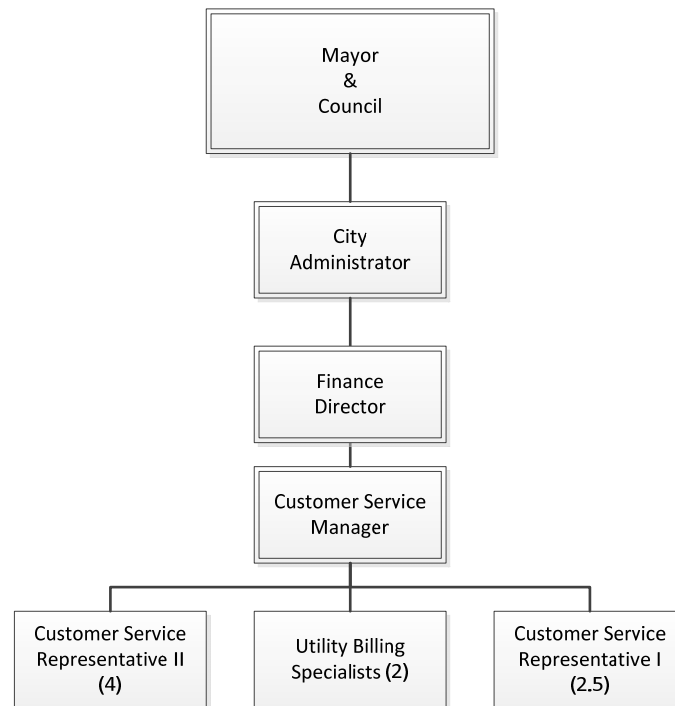 Mayor
&
Council
City
Administrator
Finance
Director
Customer Service
Manager
Customer Service
Representative II
(4)
Utility Billing
Specialists (2)
Customer Service
Representative I
(2.5)